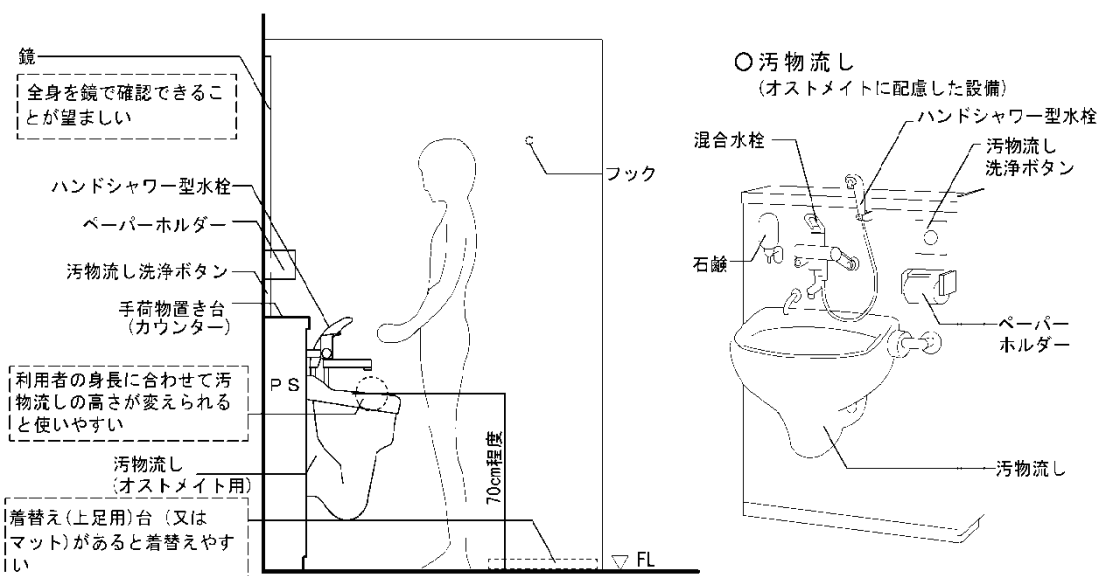 鏡
全身を鏡で確認できるこ
とが望ましい
ハンドシャワー型水栓
ペーパーホルダー
汚物流し洗浄ボタン
手荷物置き台
(カウンター)
PS
利用者の身長に合わせて汚
物流しの高さが変えられる
と使いやすい
汚物流し
(オストメイト用)
着替え(上足用)台 (又は
マット)があると着替えやす
い
フック
70cm程度
FL
○汚物流し
(オストメイトに配慮した設備)
ハンドシャワー型水栓
混合水栓
汚物流し
洗浄ボタン
石鹸
ペーパー
ホルダー
汚物流し